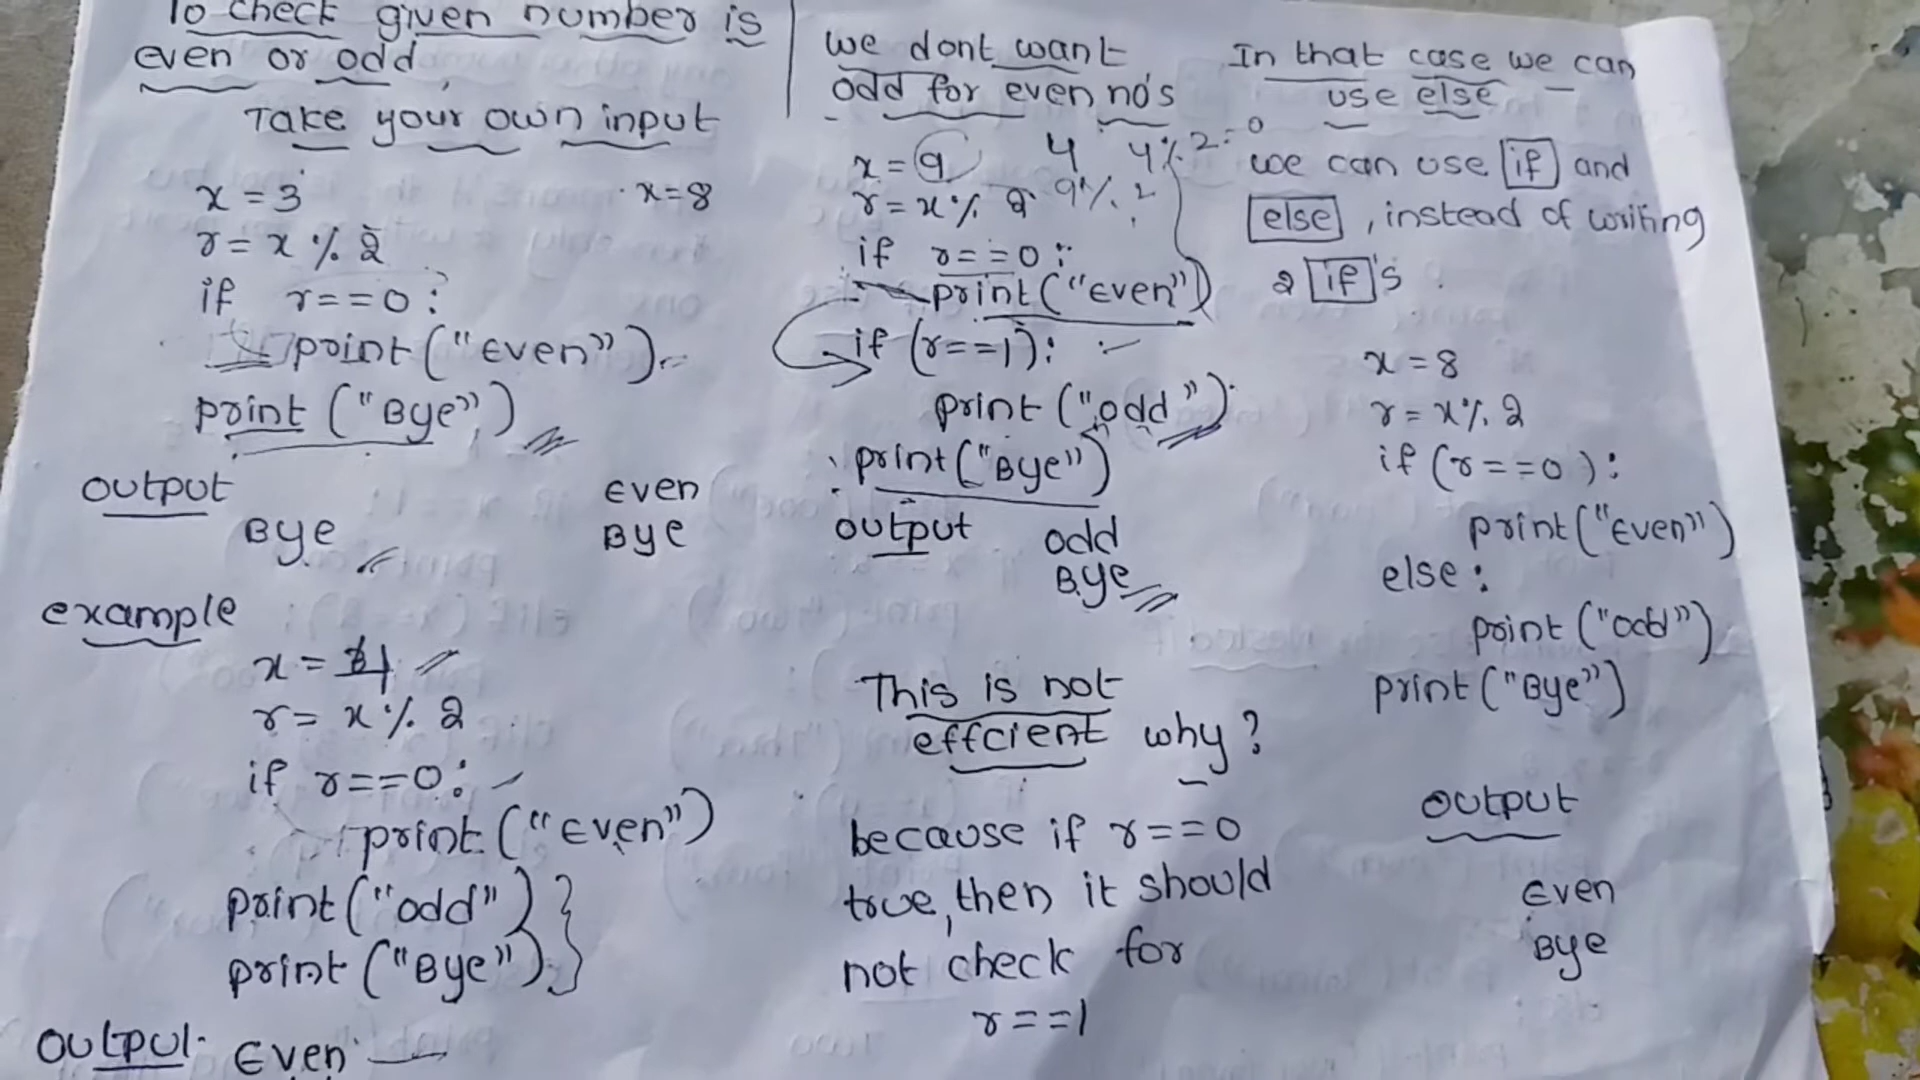 To check given number is
even or odd
Take your own input
x = 3 x=8
r = x % 2
if r==0:
print("Even")
print ("Bye")
output
Bye
Even
Bye
example
x = 4
r = x % 2
if r==0:
print ("Even")
print("odd")
print ("Bye")
output.
Even
we dont want
odd for even no's
x = 9 4 4%2=0
r = x % 2 9% 2
if r==0:
print("Even")
if (r==1):
print ("odd")
print("Bye")
output
odd
Bye
This is not
effcient why?
because if r==0
true, then it should
not check for
r==1
In that case we can
use else
we can use if and
else, instead of writing
2 if's.
x = 8
r = x% 2
if (r==0):
print("Even")
else:
print ("odd")
print("Bye")
output
Even
Bye